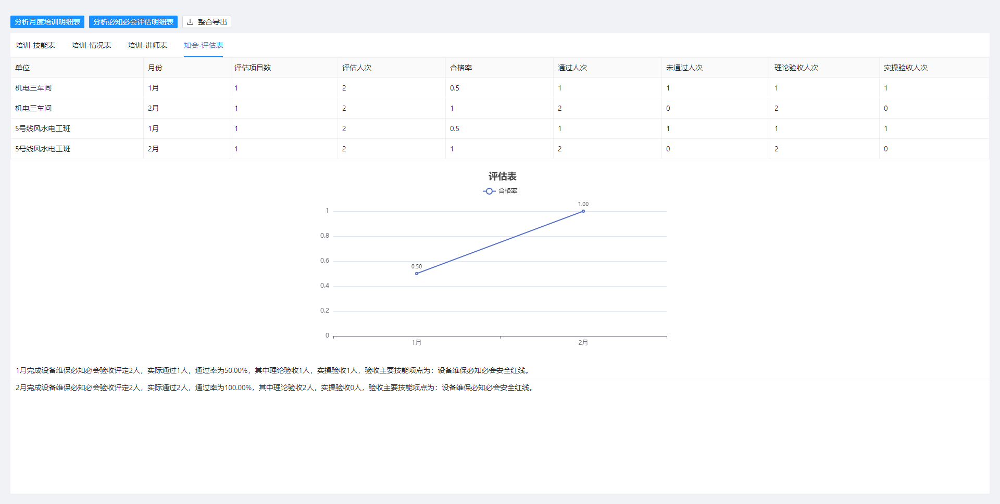 分析月度培训明细表 分析必知必会评估明细表 整合导出
培训-技能表 培训-情况表 培训-讲师表 知会-评估表
单位 月份 评估项目数 评估人次 合格率 通过人次 未通过人次 理论验收人次 实操验收人次
机电三车间 1月 1 2 0.5 1 1 1 1
机电三车间 2月 1 2 1 2 0 2 0
5号线风水电工班 1月 1 2 0.5 1 1 1 1
5号线风水电工班 2月 1 2 1 2 0 2 0
评估表
合格率
1.00
1
0.8
0.6
0.50
0.4
0.2
0
1月 2月
1月完成设备维保必知必会验收评定2人，实际通过1人，通过率为50.00%，其中理论验收1人，实操验收1人，验收主要技能项点为：设备维保必知必会安全红线。
2月完成设备维保必知必会验收评定2人，实际通过2人，通过率为100.00%，其中理论验收2人，实操验收0人，验收主要技能项点为：设备维保必知必会安全红线。